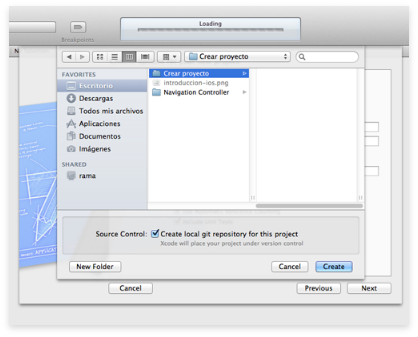 Loading
Breakpoints
Crear proyecto
FAVORITES
Escritorio
Descargas
Todos mis archivos
Aplicaciones
Documentos
Imágenes
SHARED
rama
Crear proyecto
introduccion-ios.png
Navigation Controller
Source Control: Create local git repository for this project
Xcode will place your project under version control
New Folder
Cancel
Create
Cancel
Previous
Next